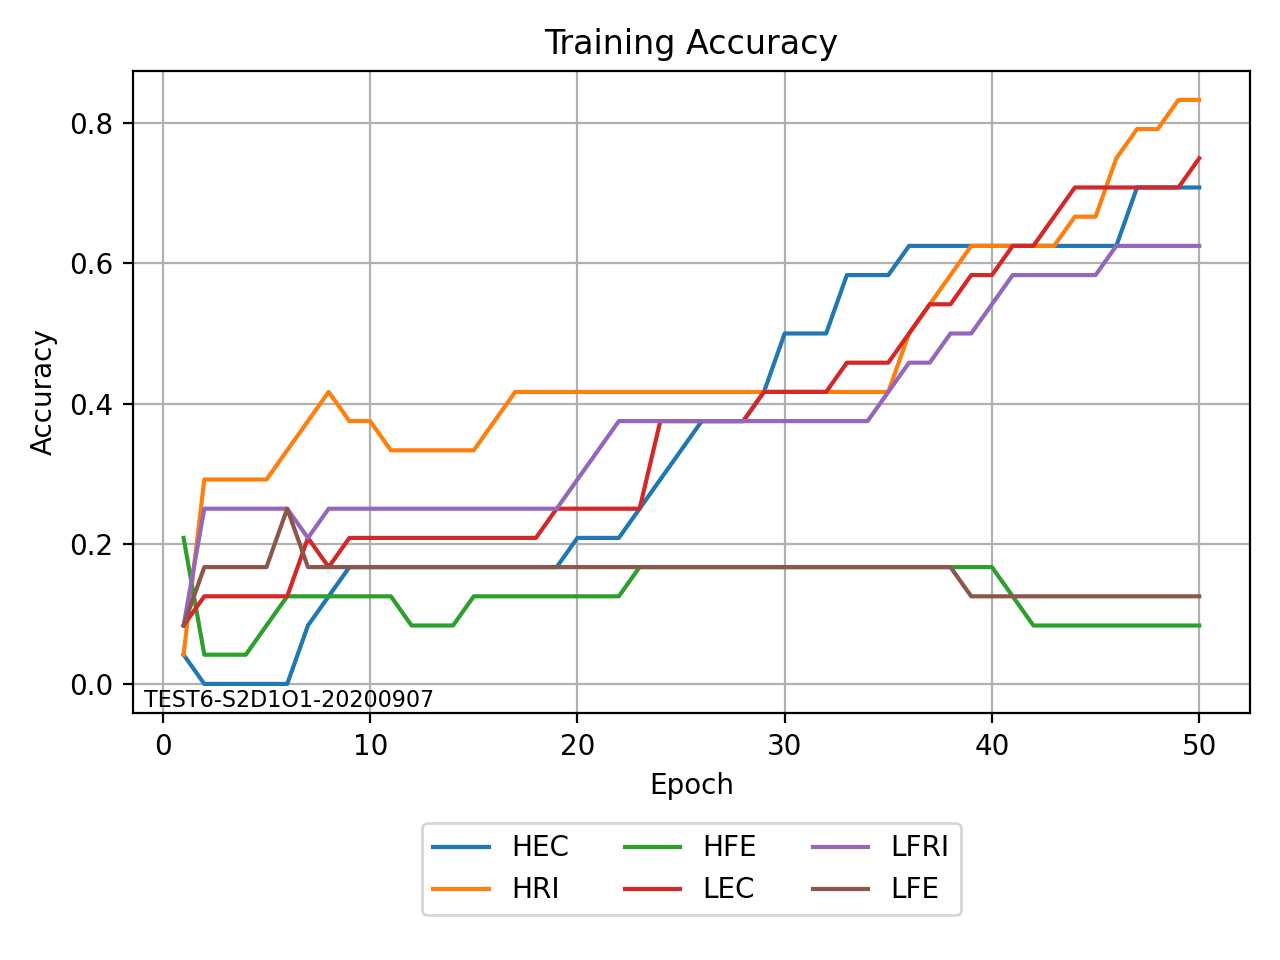 Training Accuracy
Accuracy
0.8
0.6
0.4
0.2
0.0
TEST6-S2D1O1-20200907
0 10 20 30 40 50
Epoch
HEC HFE LFRI
HRI LEC LFE